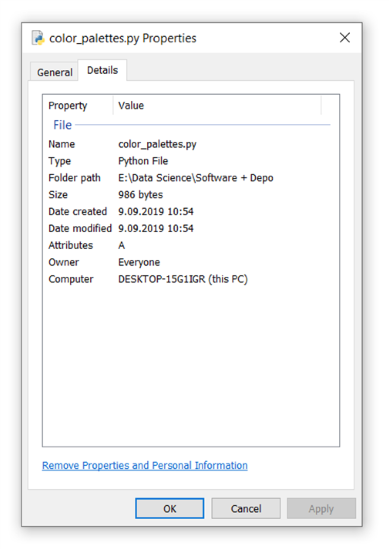 color_palettes.py Properties
General Details
Property Value
File
Name color_palettes.py
Type Python File
Folder path E:\Data Science\Software + Depo
Size 986 bytes
Date created 9.09.2019 10:54
Date modified 9.09.2019 10:54
Attributes A
Owner Everyone
Computer DESKTOP-15G1IGR (this PC)
Remove Properties and Personal Information
OK Cancel Apply